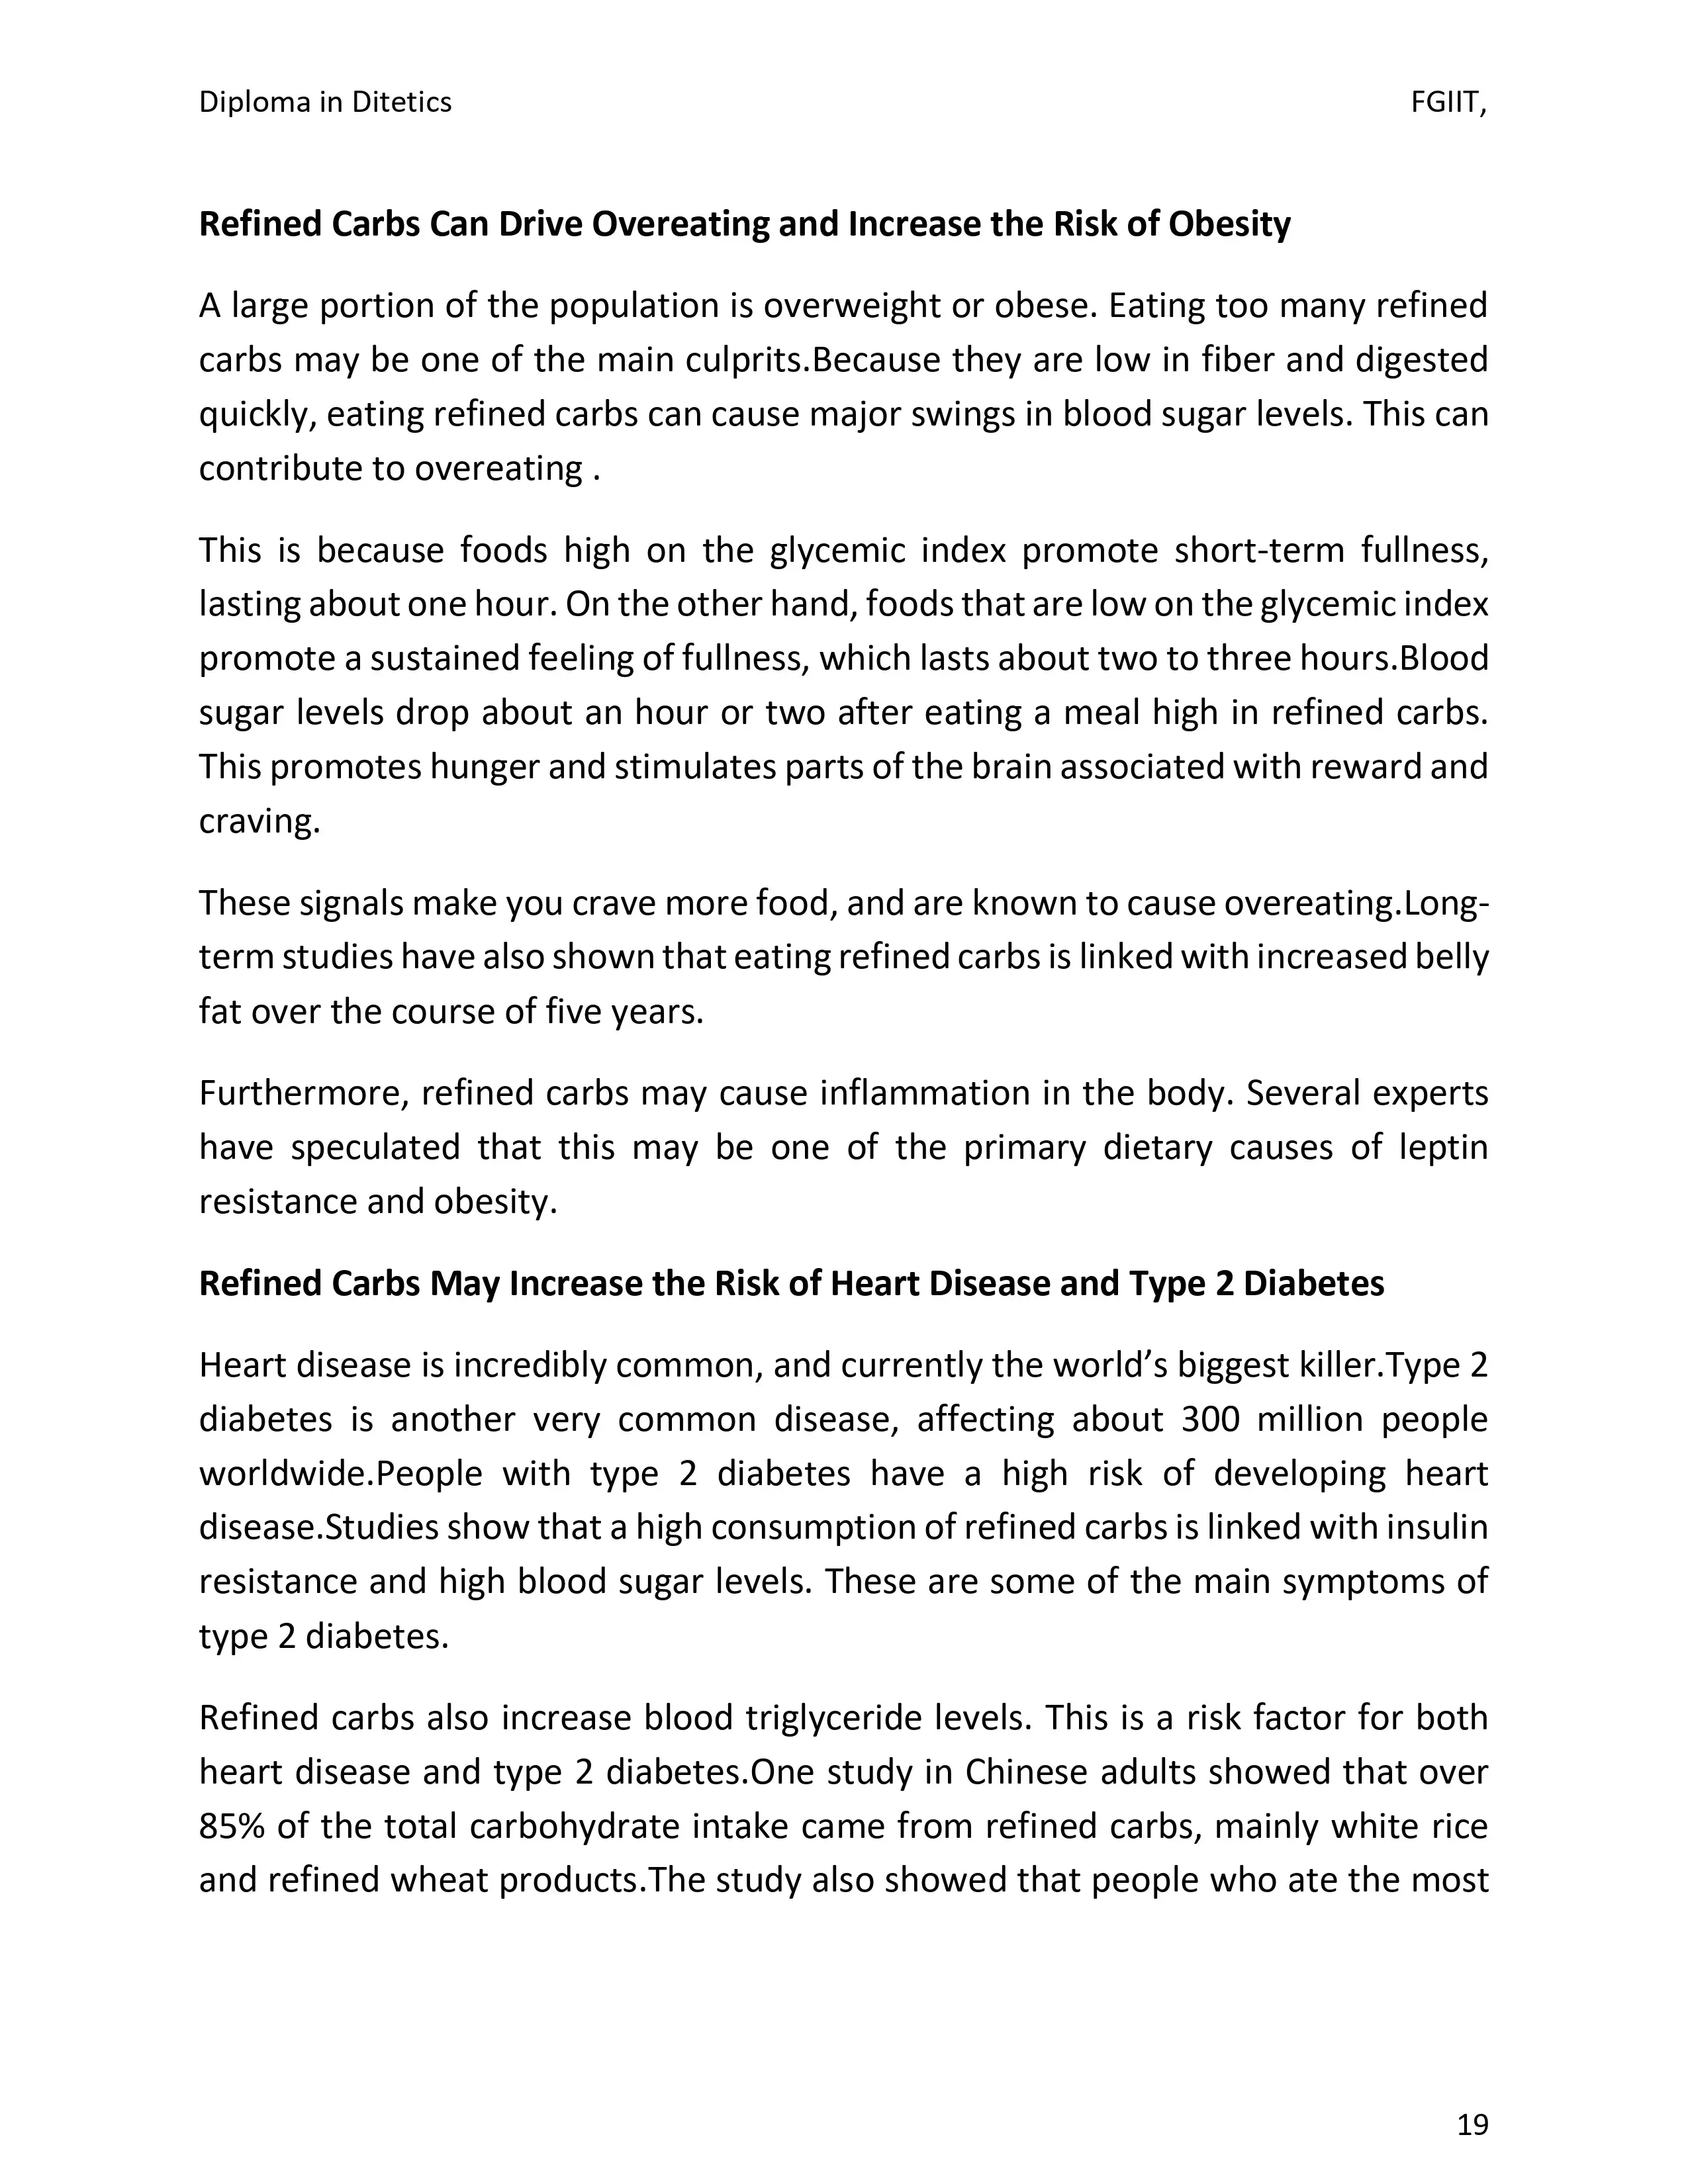 Diploma in Ditetics FGIIT,
Refined Carbs Can Drive Overeating and Increase the Risk of Obesity
A large portion of the population is overweight or obese. Eating too many refined
carbs may be one of the main culprits.Because they are low in fiber and digested
quickly, eating refined carbs can cause major swings in blood sugar levels. This can
contribute to overeating .
This is because foods high on the glycemic index promote short-term fullness,
lasting about one hour. On the other hand, foods that are low on the glycemic index
promote a sustained feeling of fullness, which lasts about two to three hours.Blood
sugar levels drop about an hour or two after eating a meal high in refined carbs.
This promotes hunger and stimulates parts of the brain associated with reward and
craving.
These signals make you crave more food, and are known to cause overeating.Long-
term studies have also shown that eating refined carbs is linked with increased belly
fat over the course of five years.
Furthermore, refined carbs may cause inflammation in the body. Several experts
have speculated that this may be one of the primary dietary causes of leptin
resistance and obesity.
Refined Carbs May Increase the Risk of Heart Disease and Type 2 Diabetes
Heart disease is incredibly common, and currently the world’s biggest killer.Type 2
diabetes is another very common disease, affecting about 300 million people
worldwide.People with type 2 diabetes have a high risk of developing heart
disease.Studies show that a high consumption of refined carbs is linked with insulin
resistance and high blood sugar levels. These are some of the main symptoms of
type 2 diabetes.
Refined carbs also increase blood triglyceride levels. This is a risk factor for both
heart disease and type 2 diabetes.One study in Chinese adults showed that over
85% of the total carbohydrate intake came from refined carbs, mainly white rice
and refined wheat products.The study also showed that people who ate the most
19